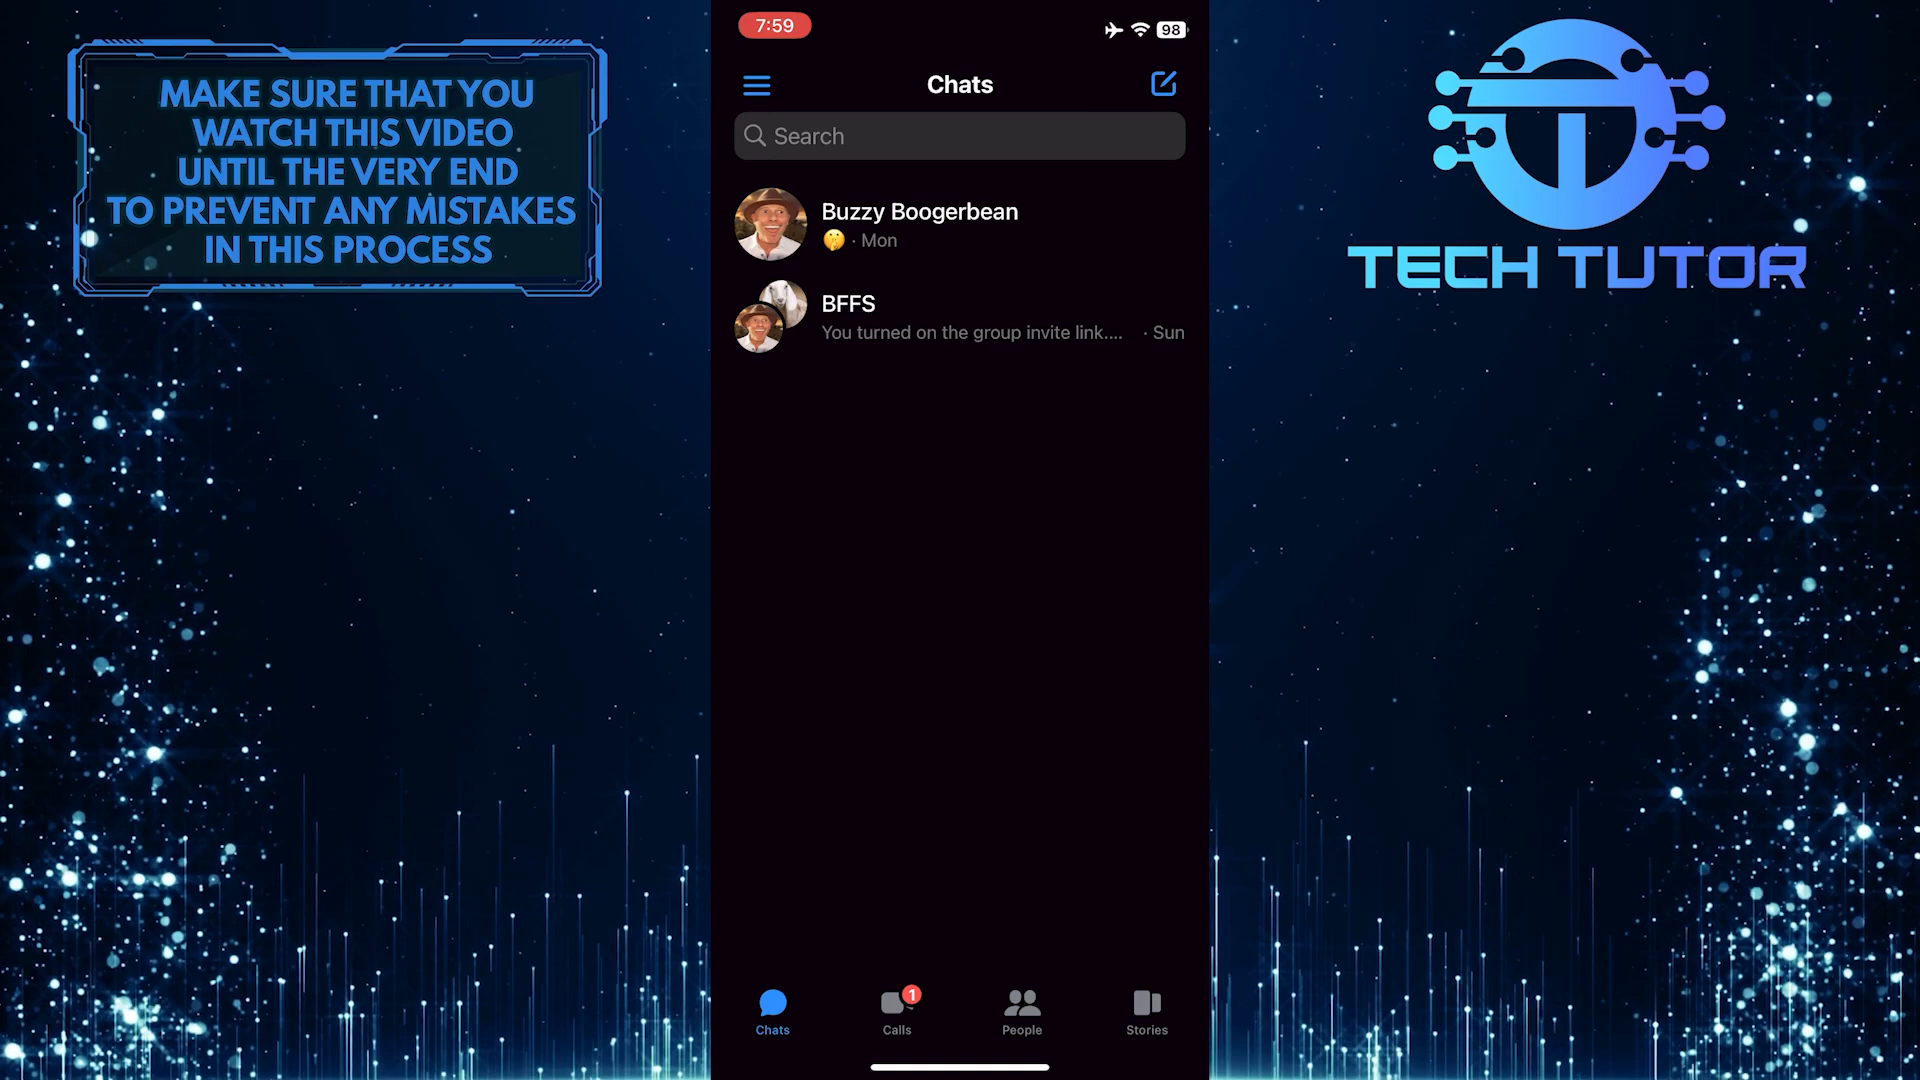 MAKE SURE THAT YOU
WATCH THIS VIDEO
UNTIL THE VERY END
TO PREVENT ANY MISTAKES
IN THIS PROCESS
7:59
98
Chats
Search
Buzzy Boogerbean
🤫 · Mon
BFFS
You turned on the group invite link.... · Sun
1
Chats
Calls
People
Stories
TECH TUTOR